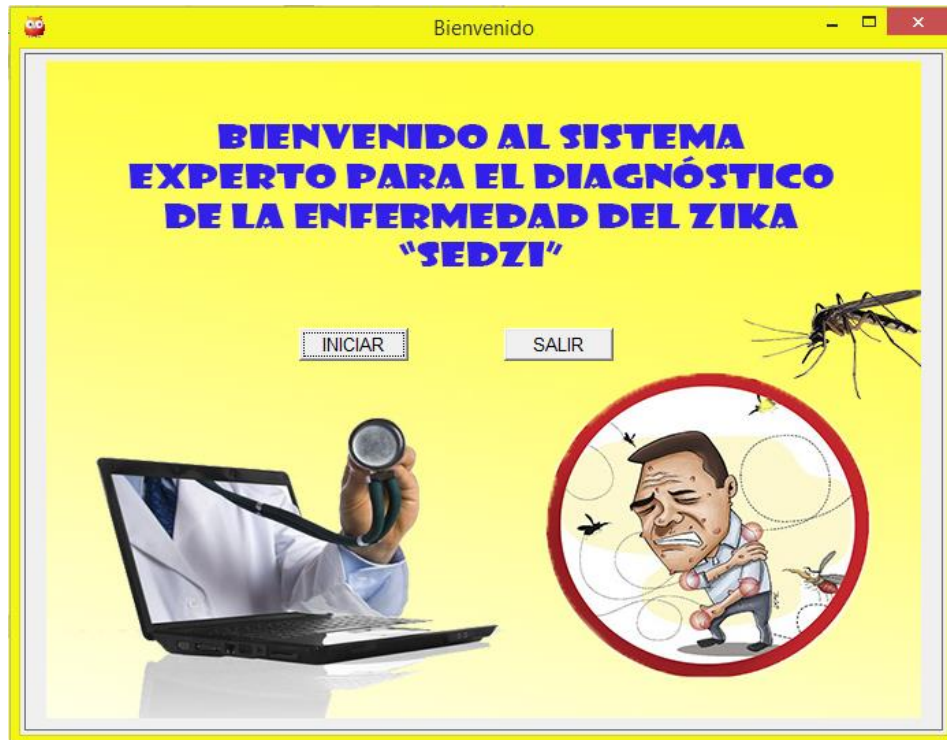 Bienvenido
BIENVENIDO AL SISTEMA
EXPERTO PARA EL DIAGNÓSTICO
DE LA ENFERMEDAD DEL ZIKA
“SEDZI”
INICIAR SALIR